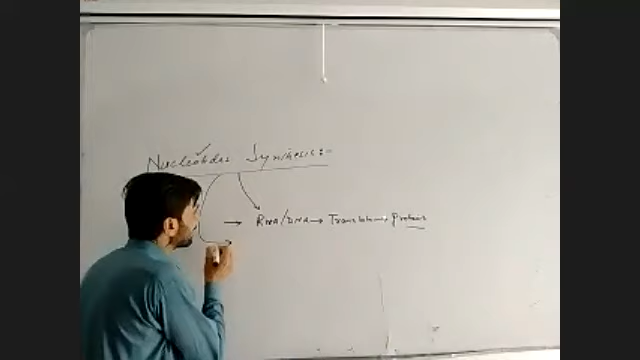 Nucleotides Synthesis:-
→ RNA/DNA → Translation → Proteins